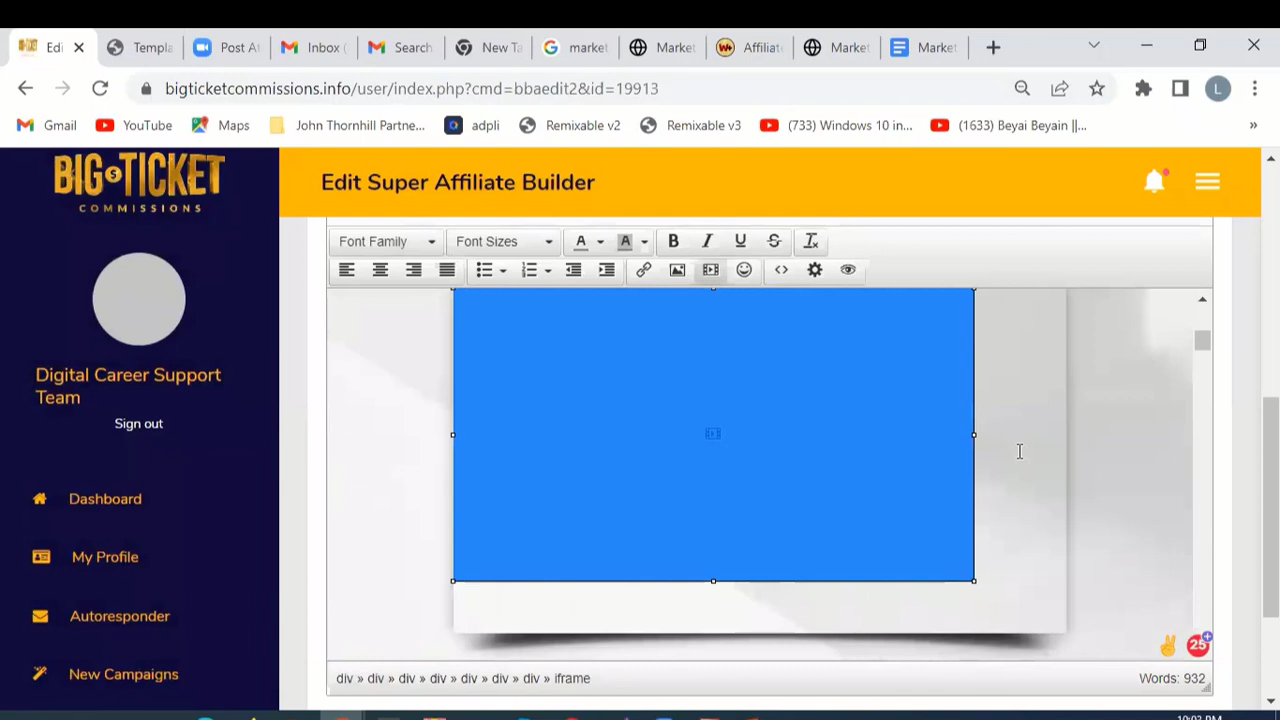 Edi
Templa
Post At
Inbox (
Search
New Ta
market
Market
Affiliate
Market
Market
bigticketcommissions.info/user/index.php?cmd=bbaedit2&id=19913
L
Gmail
YouTube
Maps
John Thornhill Partne...
adpli
Remixable v2
Remixable v3
(733) Windows 10 in...
(1633) Beyai Beyain ||...
»
BIG TICKET
COMMISSIONS
Edit Super Affiliate Builder
Digital Career Support
Team
Sign out
Dashboard
My Profile
Autoresponder
New Campaigns
Font Family
Font Sizes
A
A
B
I
U
S
Tx
25
div » div » div » div » div » div » div » iframe
Words: 932